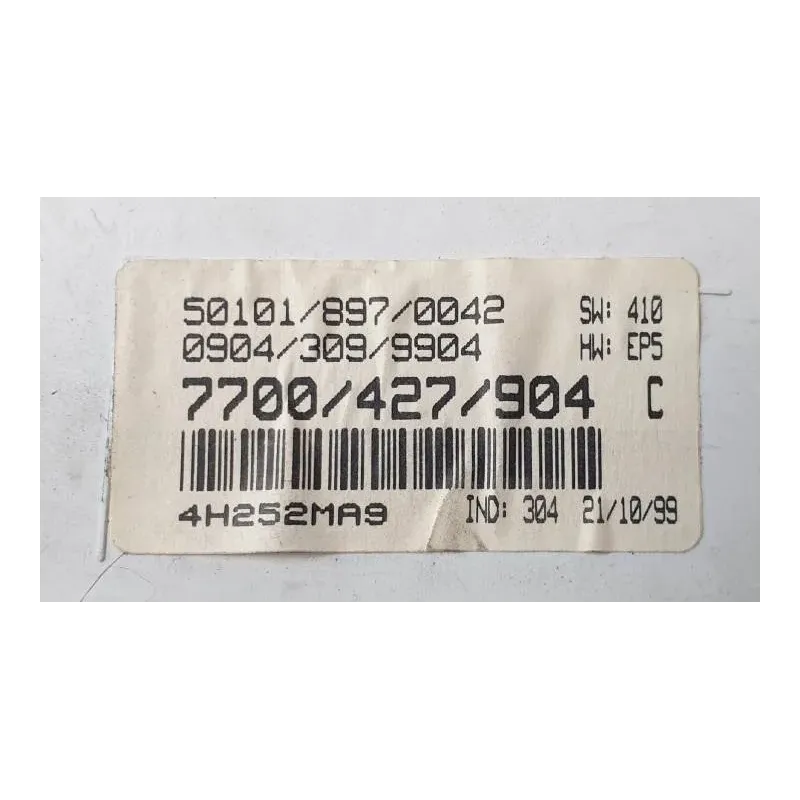 50101/897/0042 SW: 410
0904/309/9904 HW: EP5
7700/427/904 C
4H252MA9 IND: 304 21/10/99